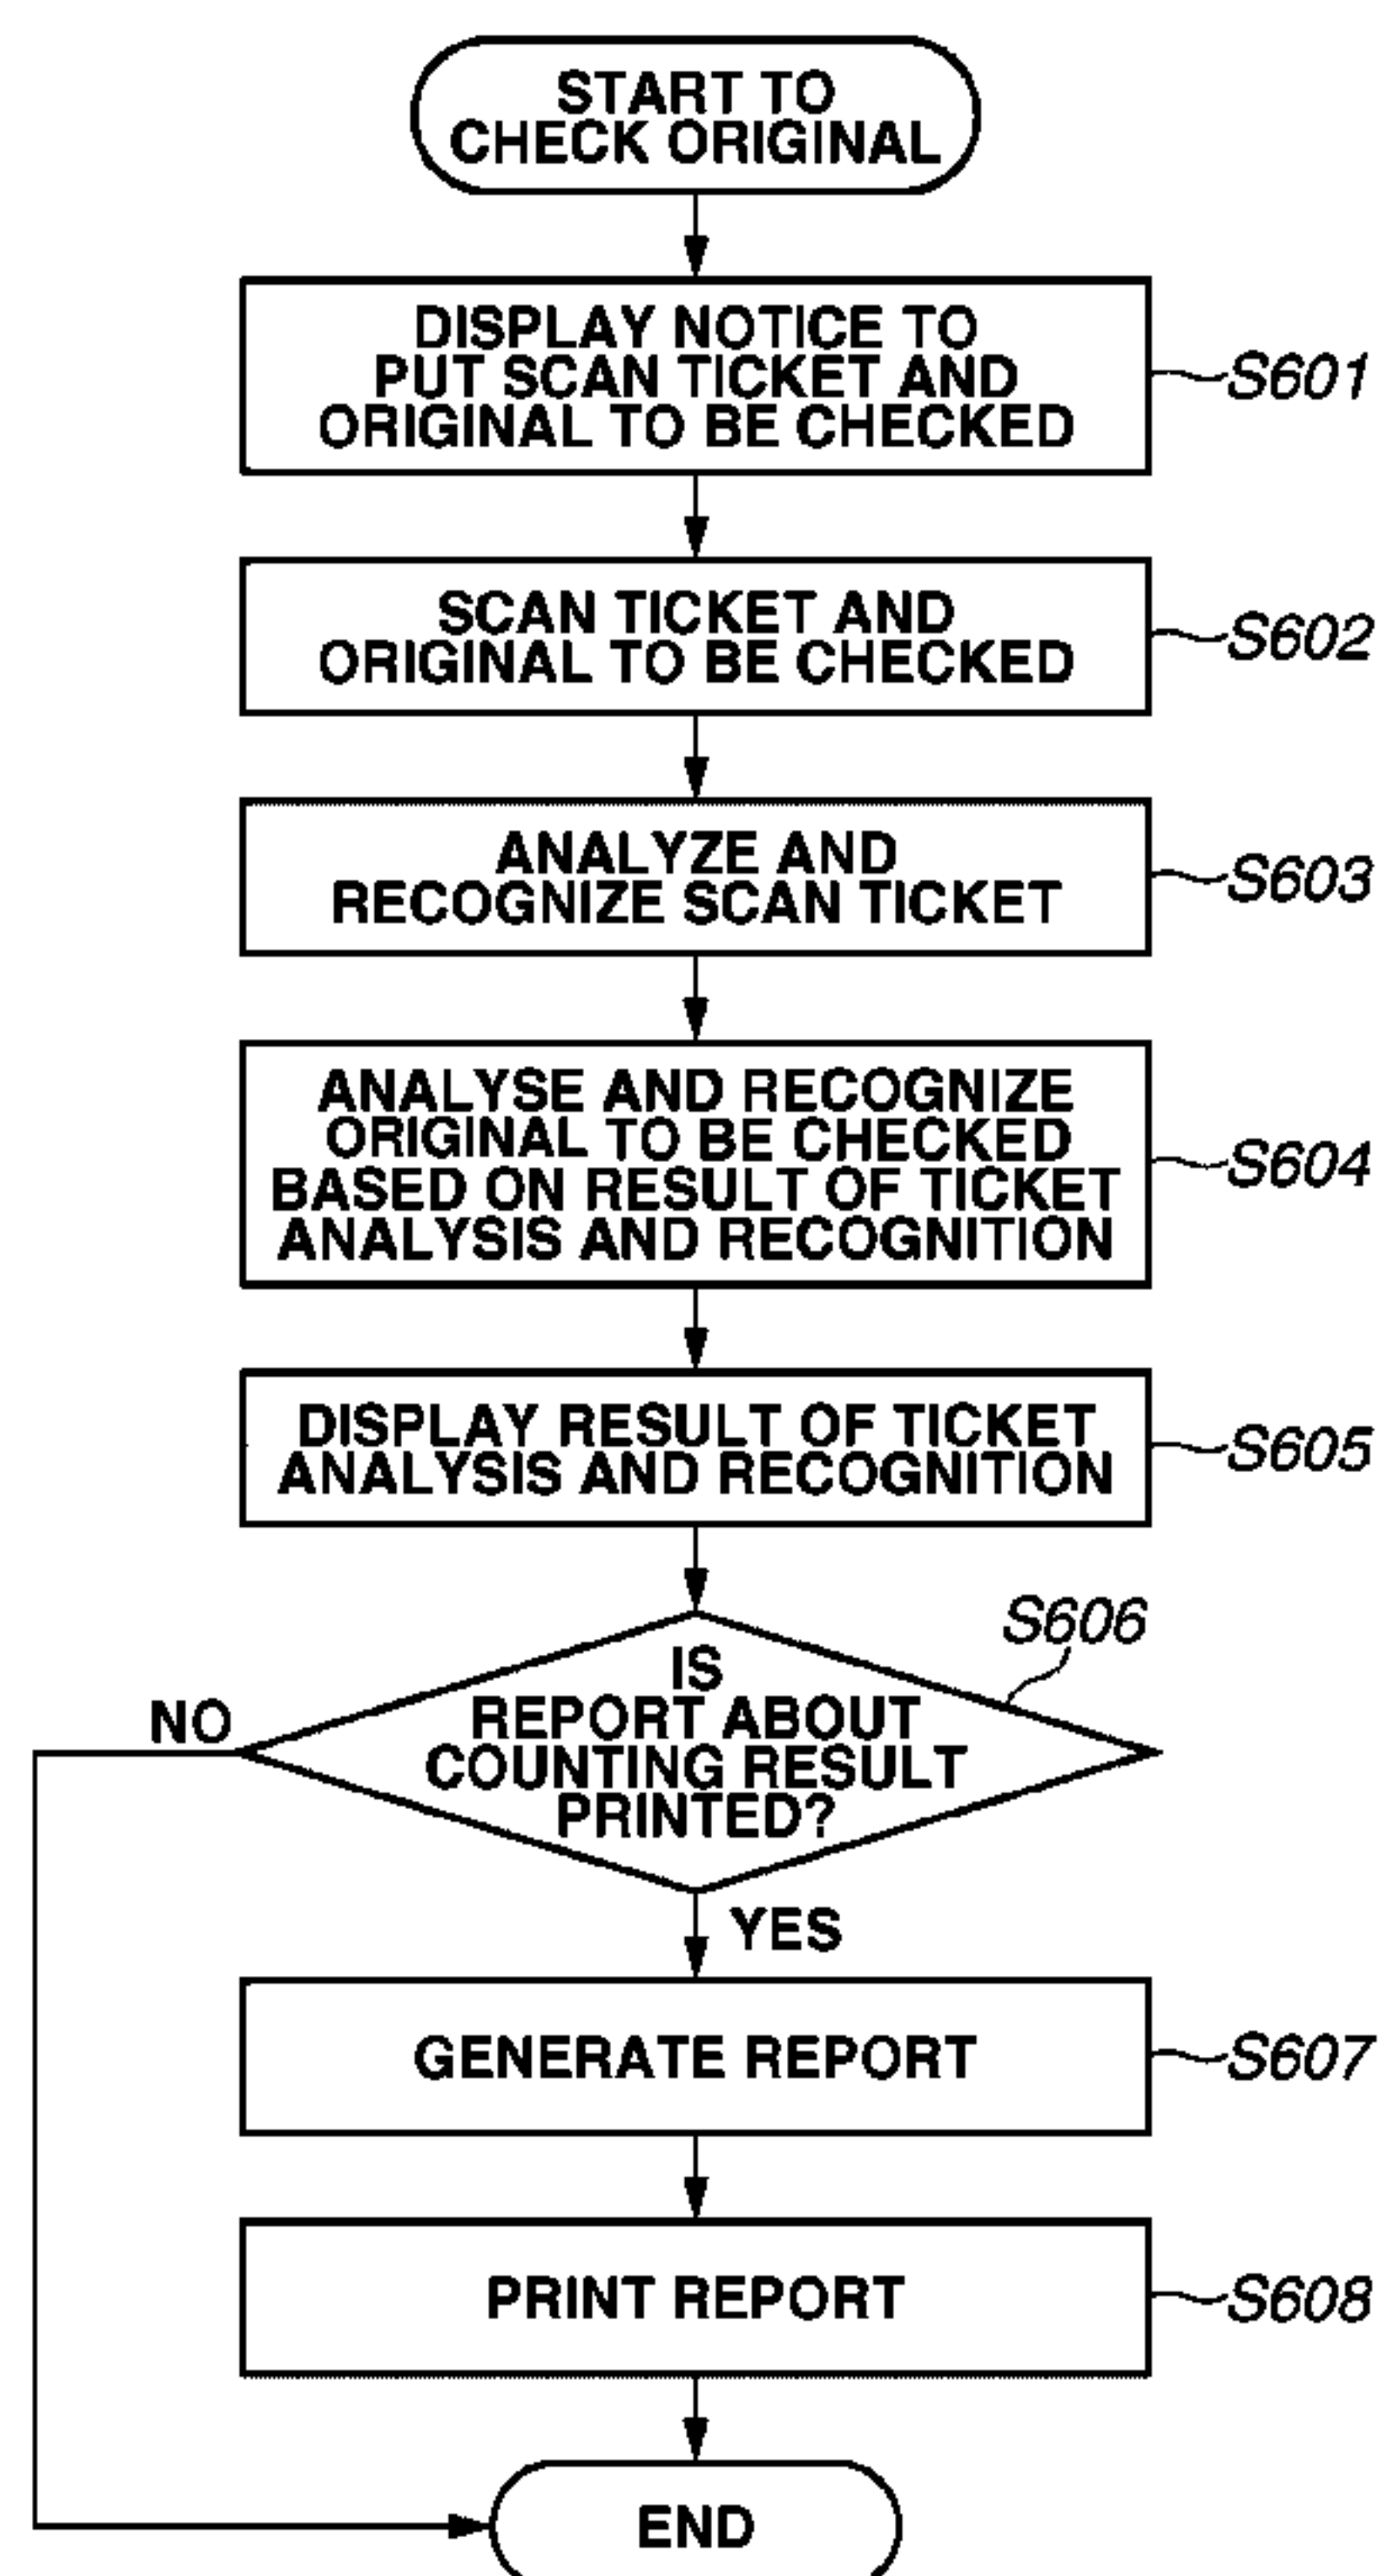 START TO
CHECK ORIGINAL
DISPLAY NOTICE TO
PUT SCAN TICKET AND
ORIGINAL TO BE CHECKED
S601
SCAN TICKET AND
ORIGINAL TO BE CHECKED
S602
ANALYZE AND
RECOGNIZE SCAN TICKET
S603
ANALYSE AND RECOGNIZE
ORIGINAL TO BE CHECKED
BASED ON RESULT OF TICKET
ANALYSIS AND RECOGNITION
S604
DISPLAY RESULT OF TICKET
ANALYSIS AND RECOGNITION
S605
S606
IS
REPORT ABOUT
COUNTING RESULT
PRINTED?
NO
YES
GENERATE REPORT
S607
PRINT REPORT
S608
END